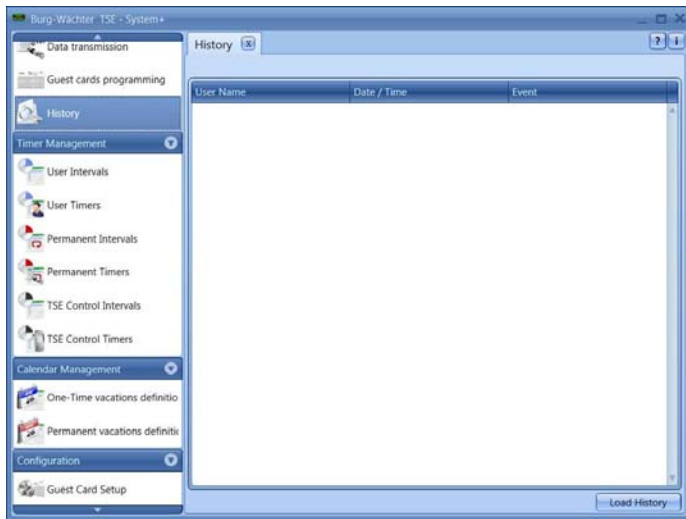 Burg-Wächter TSE - System+
Data transmission
Guest cards programming
History
Timer Management
User Intervals
User Timers
Permanent Intervals
Permanent Timers
TSE Control Intervals
TSE Control Timers
Calendar Management
One-Time vacations definitio
Permanent vacations definitic
Configuration
Guest Card Setup
History x
? i
User Name Date / Time Event
Load History